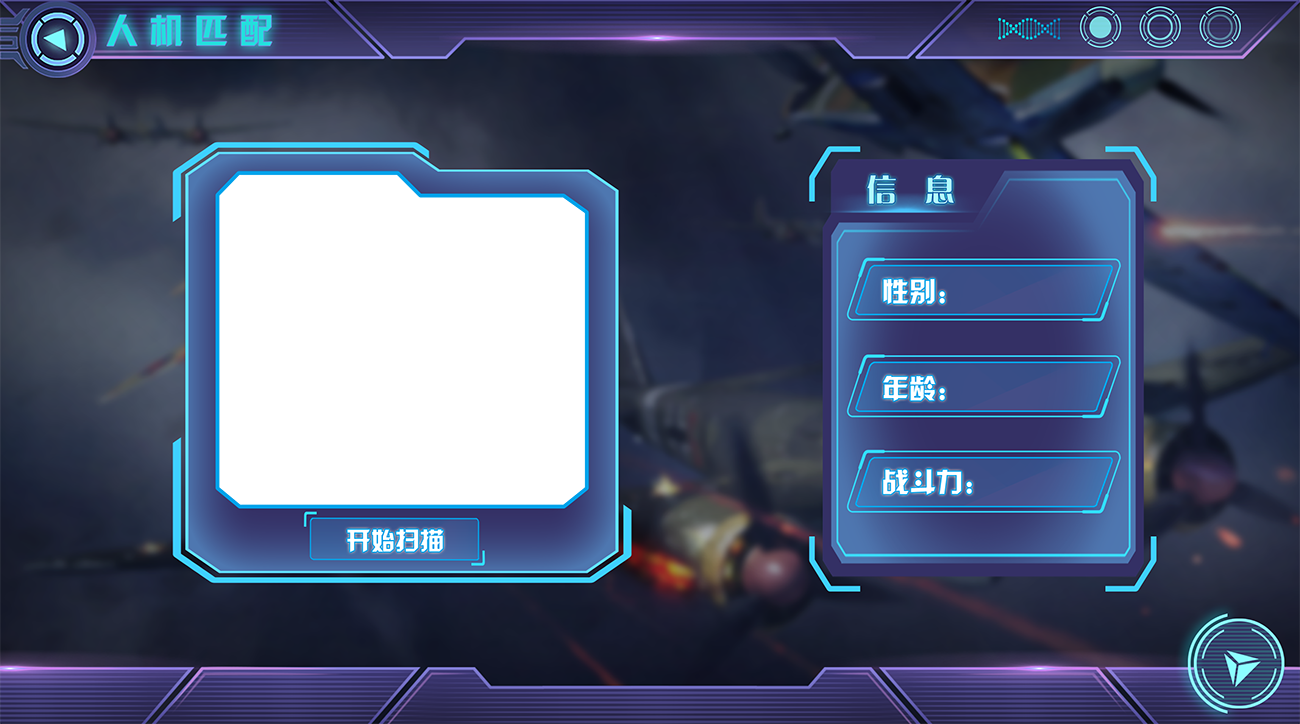 人机匹配
信息
性别：
年龄：
战斗力：
开始扫描